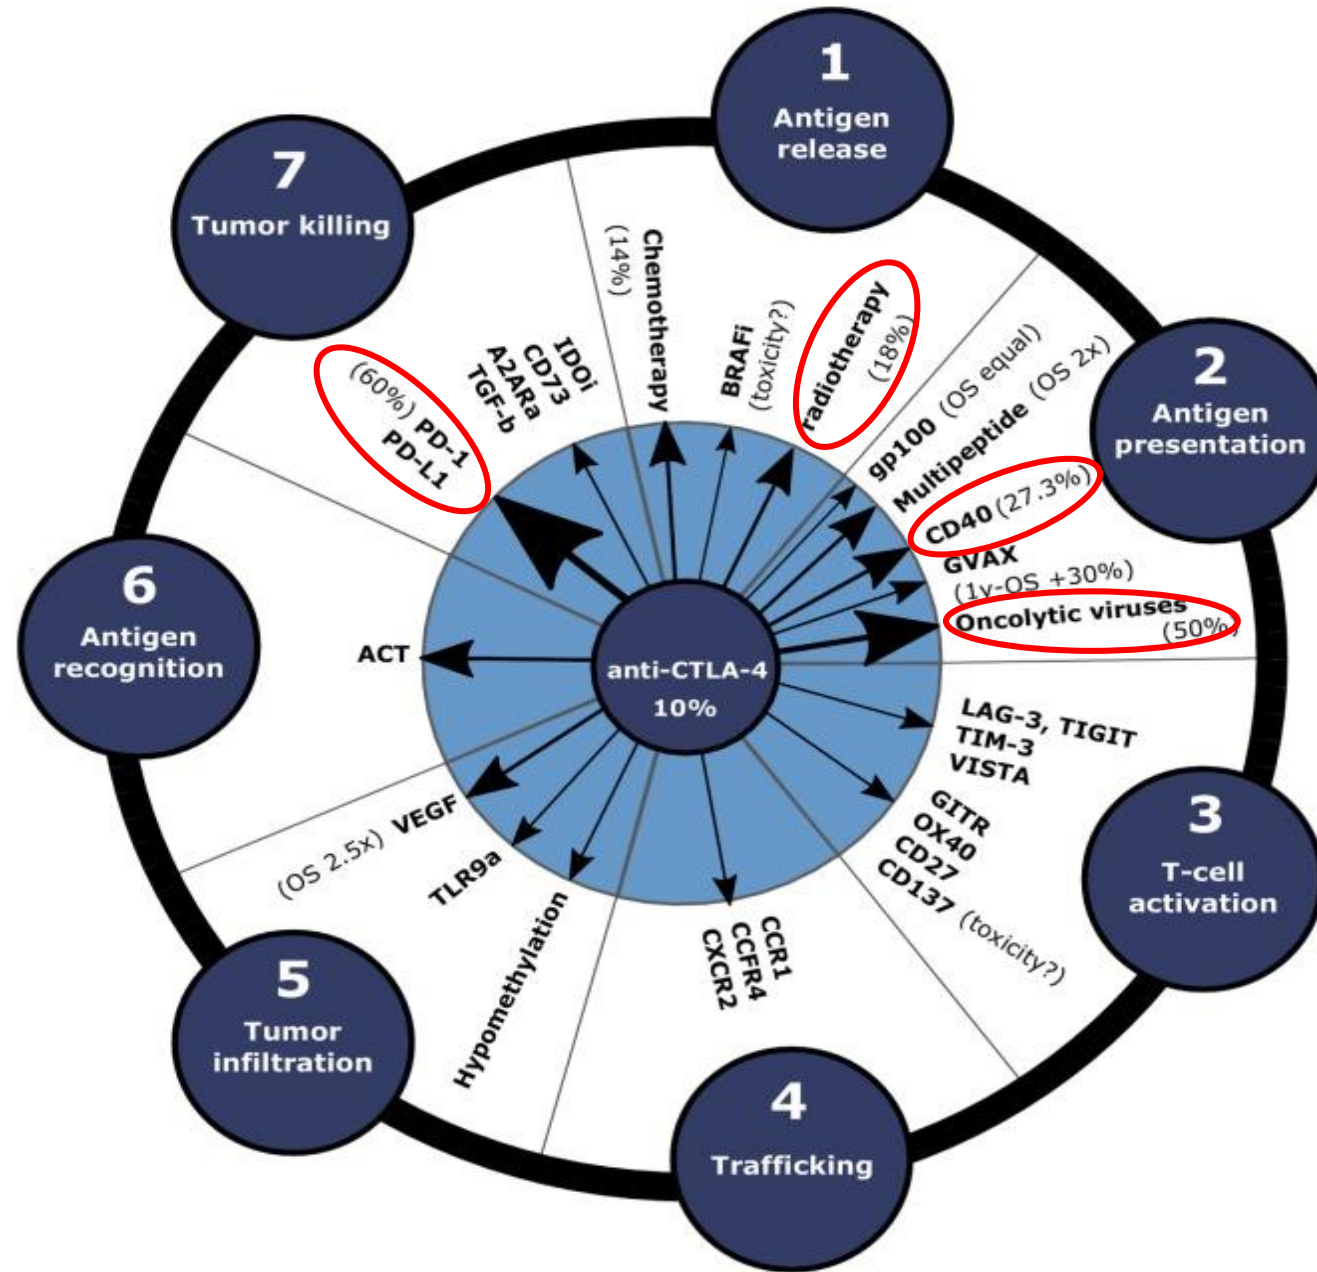 1
Antigen
release
2
Antigen
presentation
3
T-cell
activation
4
Trafficking
5
Tumor
infiltration
6
Antigen
recognition
7
Tumor killing
Chemotherapy
(14%)
BRAFi
(toxicity?)
radiotherapy
(18%)
gp100 (OS equal)
Multipeptide (OS 2x)
CD40 (27.3%)
GVAX
(1y-OS +30%)
Oncolytic viruses
(50%)
LAG-3, TIGIT
TIM-3
VISTA
GITR
OX40
CD27
CD137 (toxicity?)
CCR1
CCFR4
CXCR2
Hypomethylation
TLR9a
(OS 2.5x) VEGF
ACT
(60%) PD-1
PD-L1
IDOi
CD73
A2ARa
TGF-b
anti-CTLA-4
10%